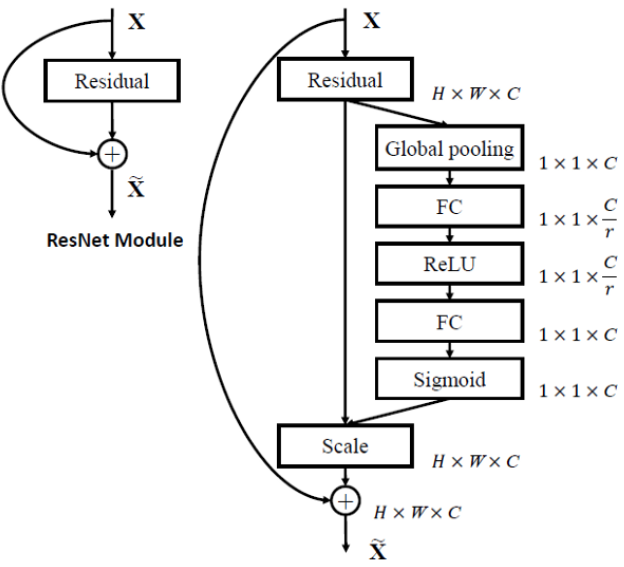 X
Residual
+
X̃
ResNet Module
X
Residual
H × W × C
Global pooling
1 × 1 × C
FC
1 × 1 × C/r
ReLU
1 × 1 × C/r
FC
1 × 1 × C
Sigmoid
1 × 1 × C
Scale
H × W × C
+
H × W × C
X̃